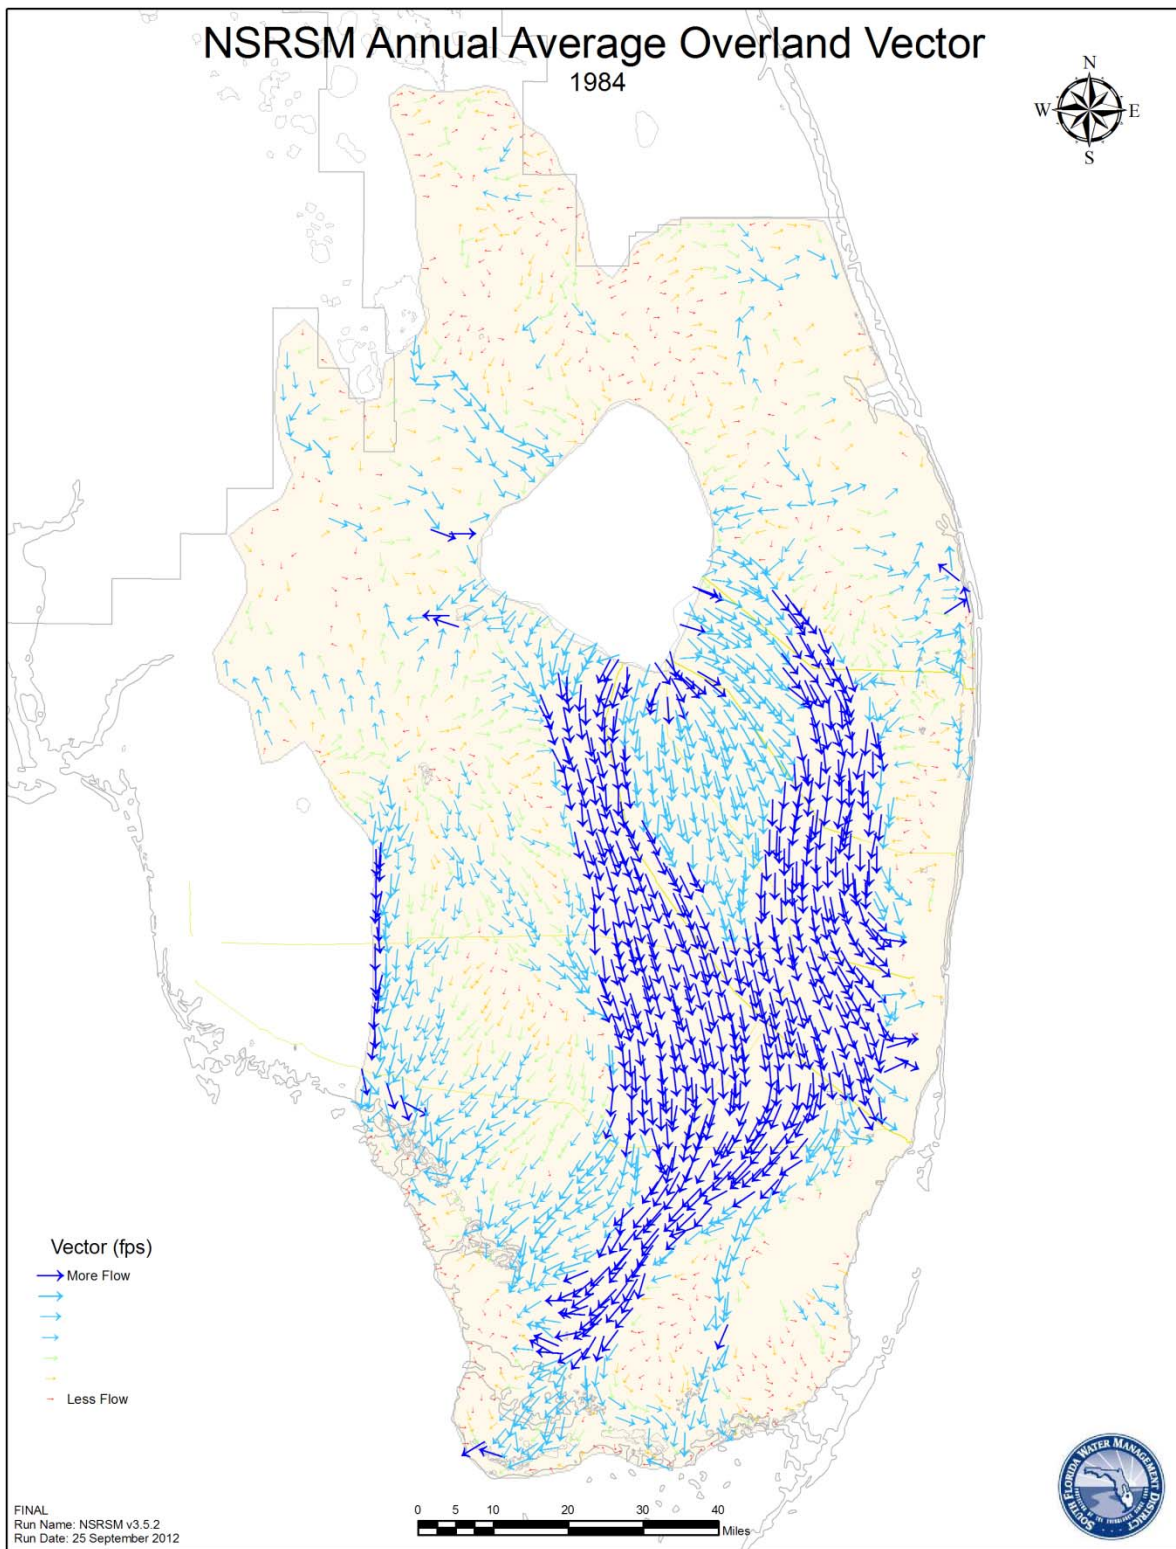 NSRSM Annual Average Overland Vector
1984
N
W E
S
Vector (fps)
More Flow
Less Flow
FINAL
Run Name: NSRSM v3.5.2
Run Date: 25 September 2012
0 5 10 20 30 40
Miles
SOUTH FLORIDA WATER MANAGEMENT DISTRICT